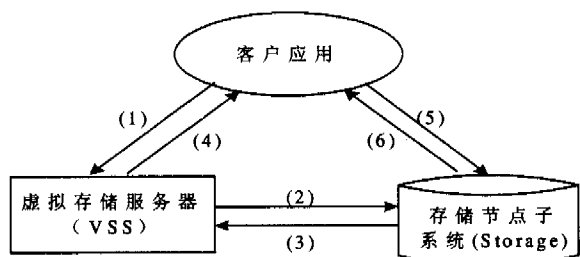 客户应用
(1)
(4)
(6)
(5)
虚拟存储服务器
(VSS)
(2)
(3)
存储节点子
系统(Storage)